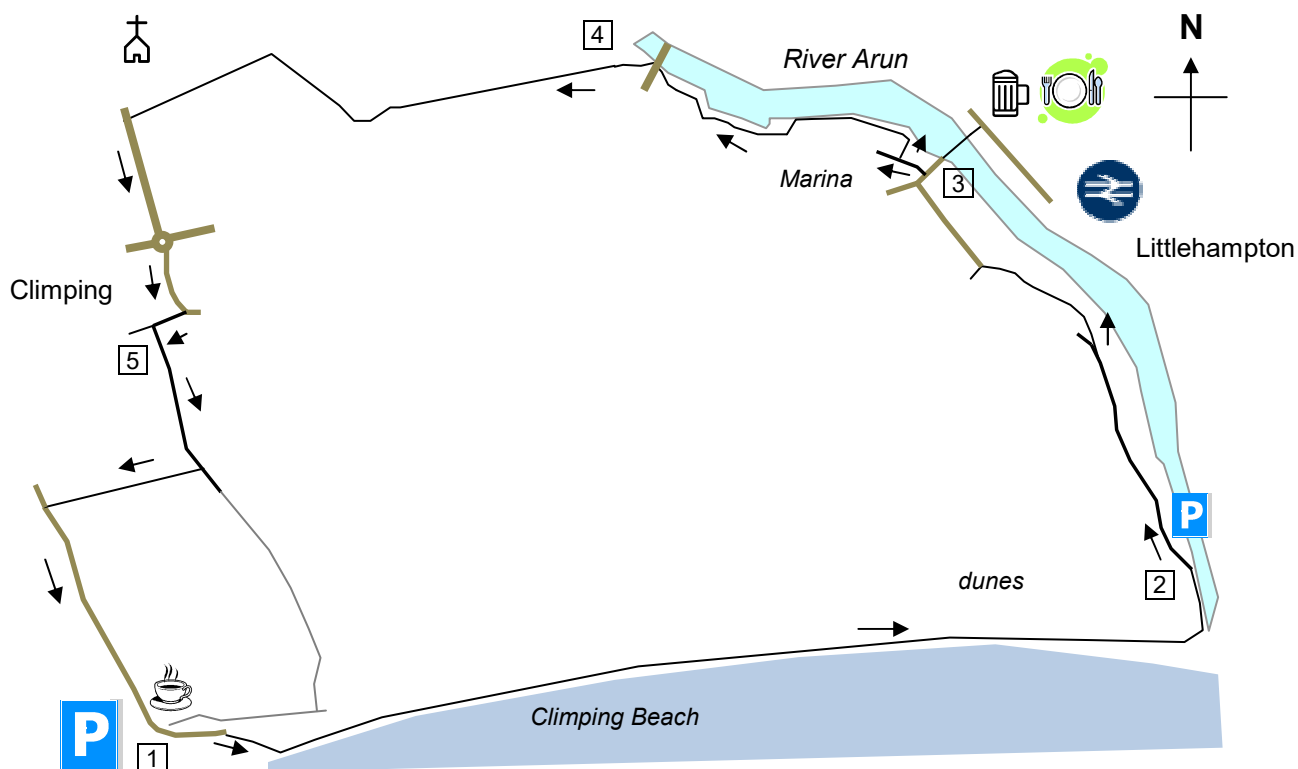 4
River Arun
N
Marina
3
Littlehampton
Climping
5
P
dunes
2
Climping Beach
P
1